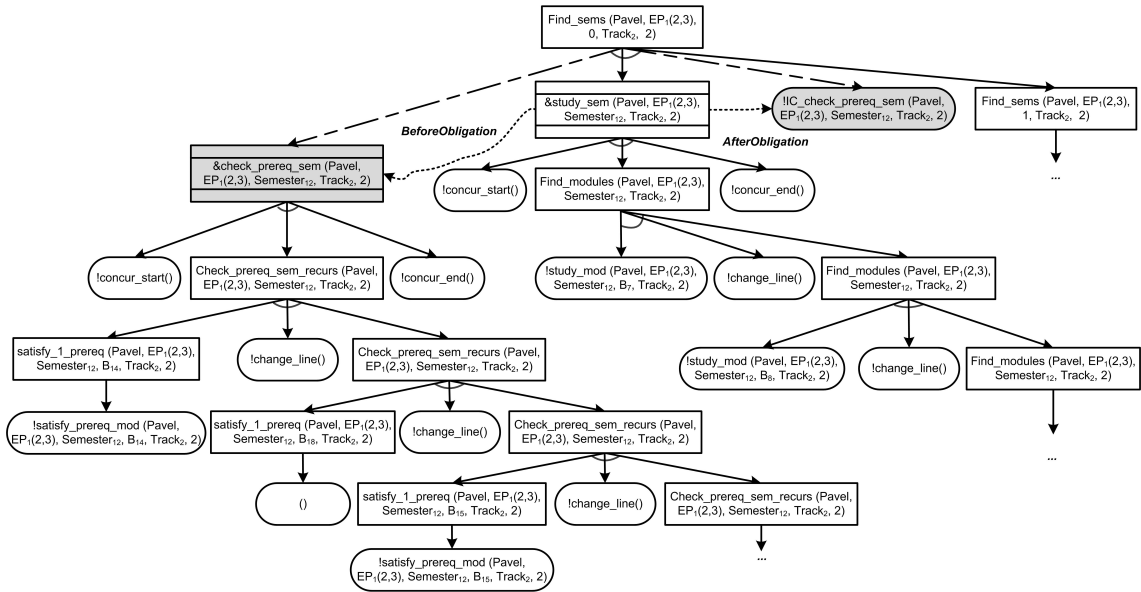 Find_sems (Pavel, EP₁(2,3),
0, Track₂, 2)
&study_sem (Pavel, EP₁(2,3),
Semester₁₂, Track₂, 2)
!IC_check_prereq_sem (Pavel,
EP₁(2,3), Semester₁₂, Track₂, 2)
Find_sems (Pavel, EP₁(2,3),
1, Track₂, 2)
...
BeforeObligation
AfterObligation
&check_prereq_sem (Pavel,
EP₁(2,3), Semester₁₂, Track₂, 2)
!concur_start()
Find_modules (Pavel, EP₁(2,3),
Semester₁₂, Track₂, 2)
!concur_end()
!concur_start()
Check_prereq_sem_recurs (Pavel,
EP₁(2,3), Semester₁₂, Track₂, 2)
!concur_end()
!study_mod (Pavel, EP₁(2,3),
Semester₁₂, B₇, Track₂, 2)
!change_line()
Find_modules (Pavel, EP₁(2,3),
Semester₁₂, Track₂, 2)
satisfy_1_prereq (Pavel, EP₁(2,3),
Semester₁₂, B₁₄, Track₂, 2)
!change_line()
Check_prereq_sem_recurs (Pavel,
EP₁(2,3), Semester₁₂, Track₂, 2)
!study_mod (Pavel, EP₁(2,3),
Semester₁₂, B₈, Track₂, 2)
!change_line()
Find_modules (Pavel, EP₁(2,3),
Semester₁₂, Track₂, 2)
...
!satisfy_prereq_mod (Pavel,
EP₁(2,3), Semester₁₂, B₁₄, Track₂, 2)
satisfy_1_prereq (Pavel, EP₁(2,3),
Semester₁₂, B₁₈, Track₂, 2)
!change_line()
Check_prereq_sem_recurs (Pavel,
EP₁(2,3), Semester₁₂, Track₂, 2)
()
satisfy_1_prereq (Pavel, EP₁(2,3),
Semester₁₂, B₁₅, Track₂, 2)
!change_line()
Check_prereq_sem_recurs (Pavel,
EP₁(2,3), Semester₁₂, Track₂, 2)
...
!satisfy_prereq_mod (Pavel,
EP₁(2,3), Semester₁₂, B₁₅, Track₂, 2)